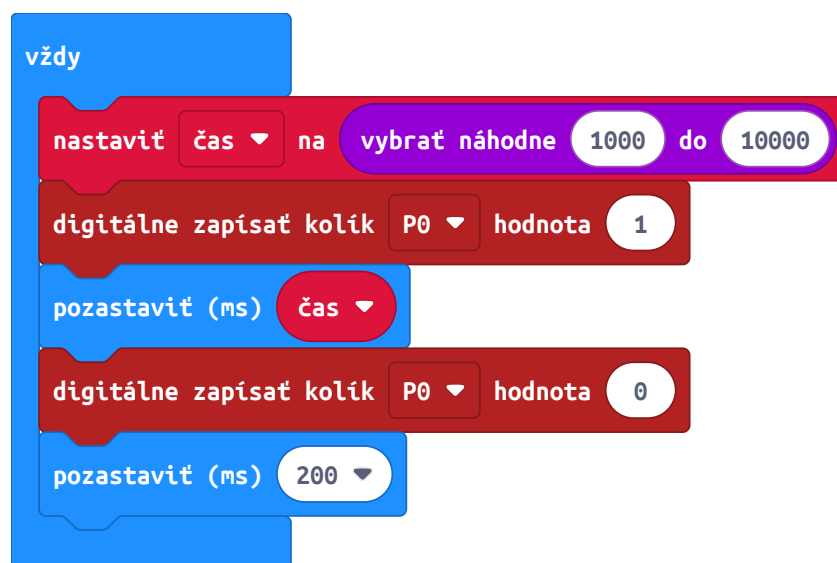 vždy
nastaviť čas na vybrať náhodne 1000 do 10000
digitálne zapísať kolík P0 hodnota 1
pozastaviť (ms) čas
digitálne zapísať kolík P0 hodnota 0
pozastaviť (ms) 200